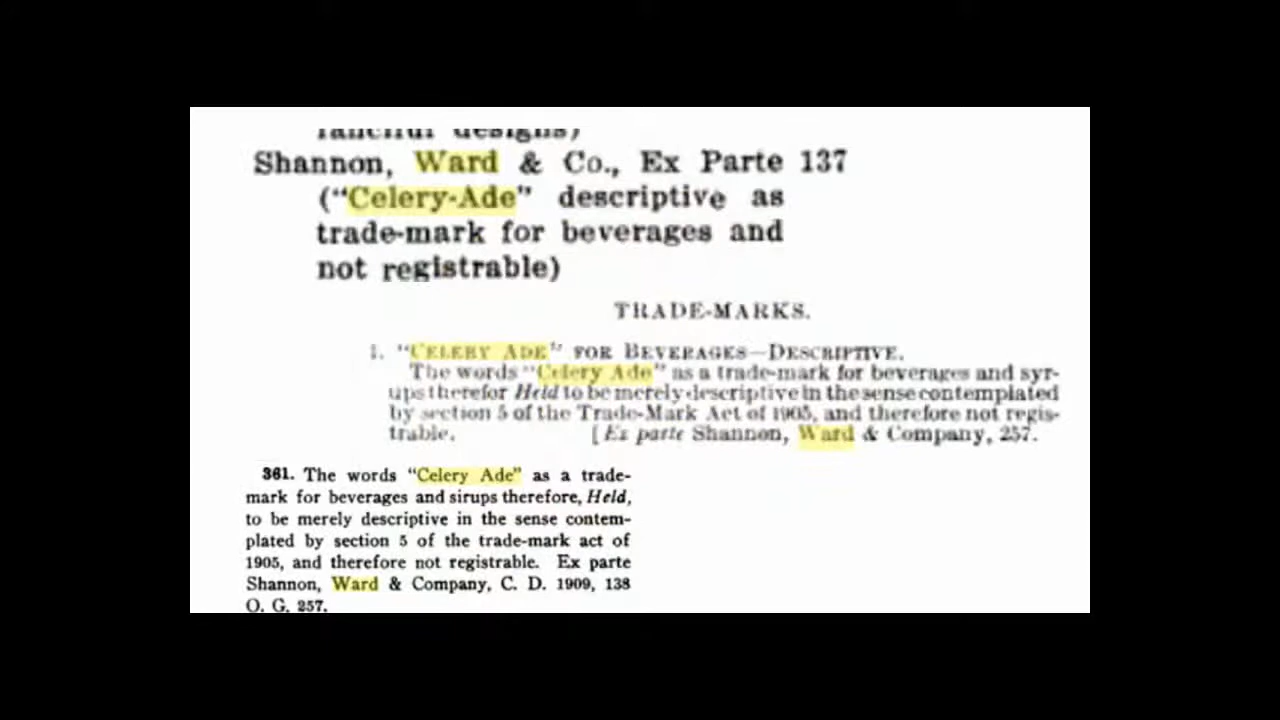 fanciful designs)
Shannon, Ward & Co., Ex Parte 137
("Celery-Ade" descriptive as
trade-mark for beverages and
not registrable)
TRADE-MARKS.
1. "CELERY ADE" FOR BEVERAGES—DESCRIPTIVE.
The words "Celery Ade" as a trade-mark for beverages and syr-
ups therefor Held to be merely descriptive in the sense contemplated
by section 5 of the Trade-Mark Act of 1905, and therefore not regis-
trable. [Ex parte Shannon, Ward & Company, 257.
361. The words "Celery Ade" as a trade-
mark for beverages and sirups therefore, Held,
to be merely descriptive in the sense contem-
plated by section 5 of the trade-mark act of
1905, and therefore not registrable. Ex parte
Shannon, Ward & Company, C. D. 1909, 138
O. G. 257.